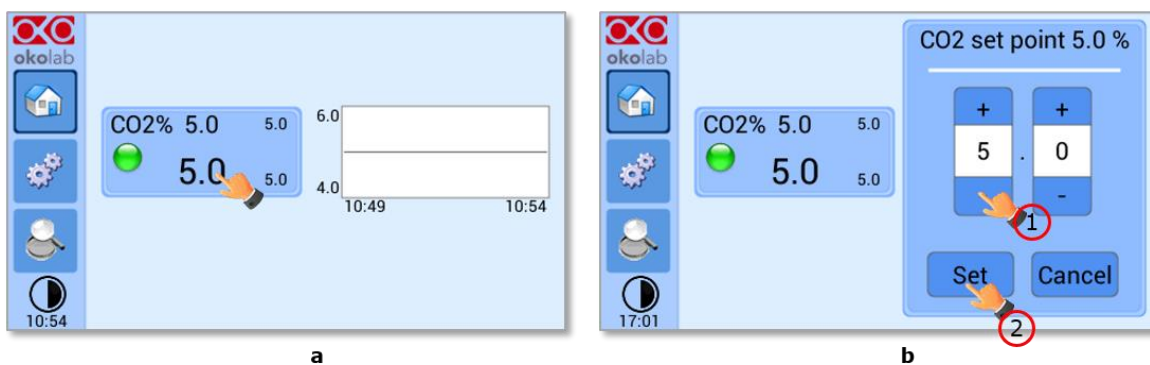 okolab
CO2% 5.0 5.0
5.0 5.0
6.0
4.0
10:49 10:54
10:54
a
okolab
CO2% 5.0 5.0
5.0 5.0
17:01
CO2 set point 5.0 %
+ +
5 . 0
-
1
Set Cancel
2
b